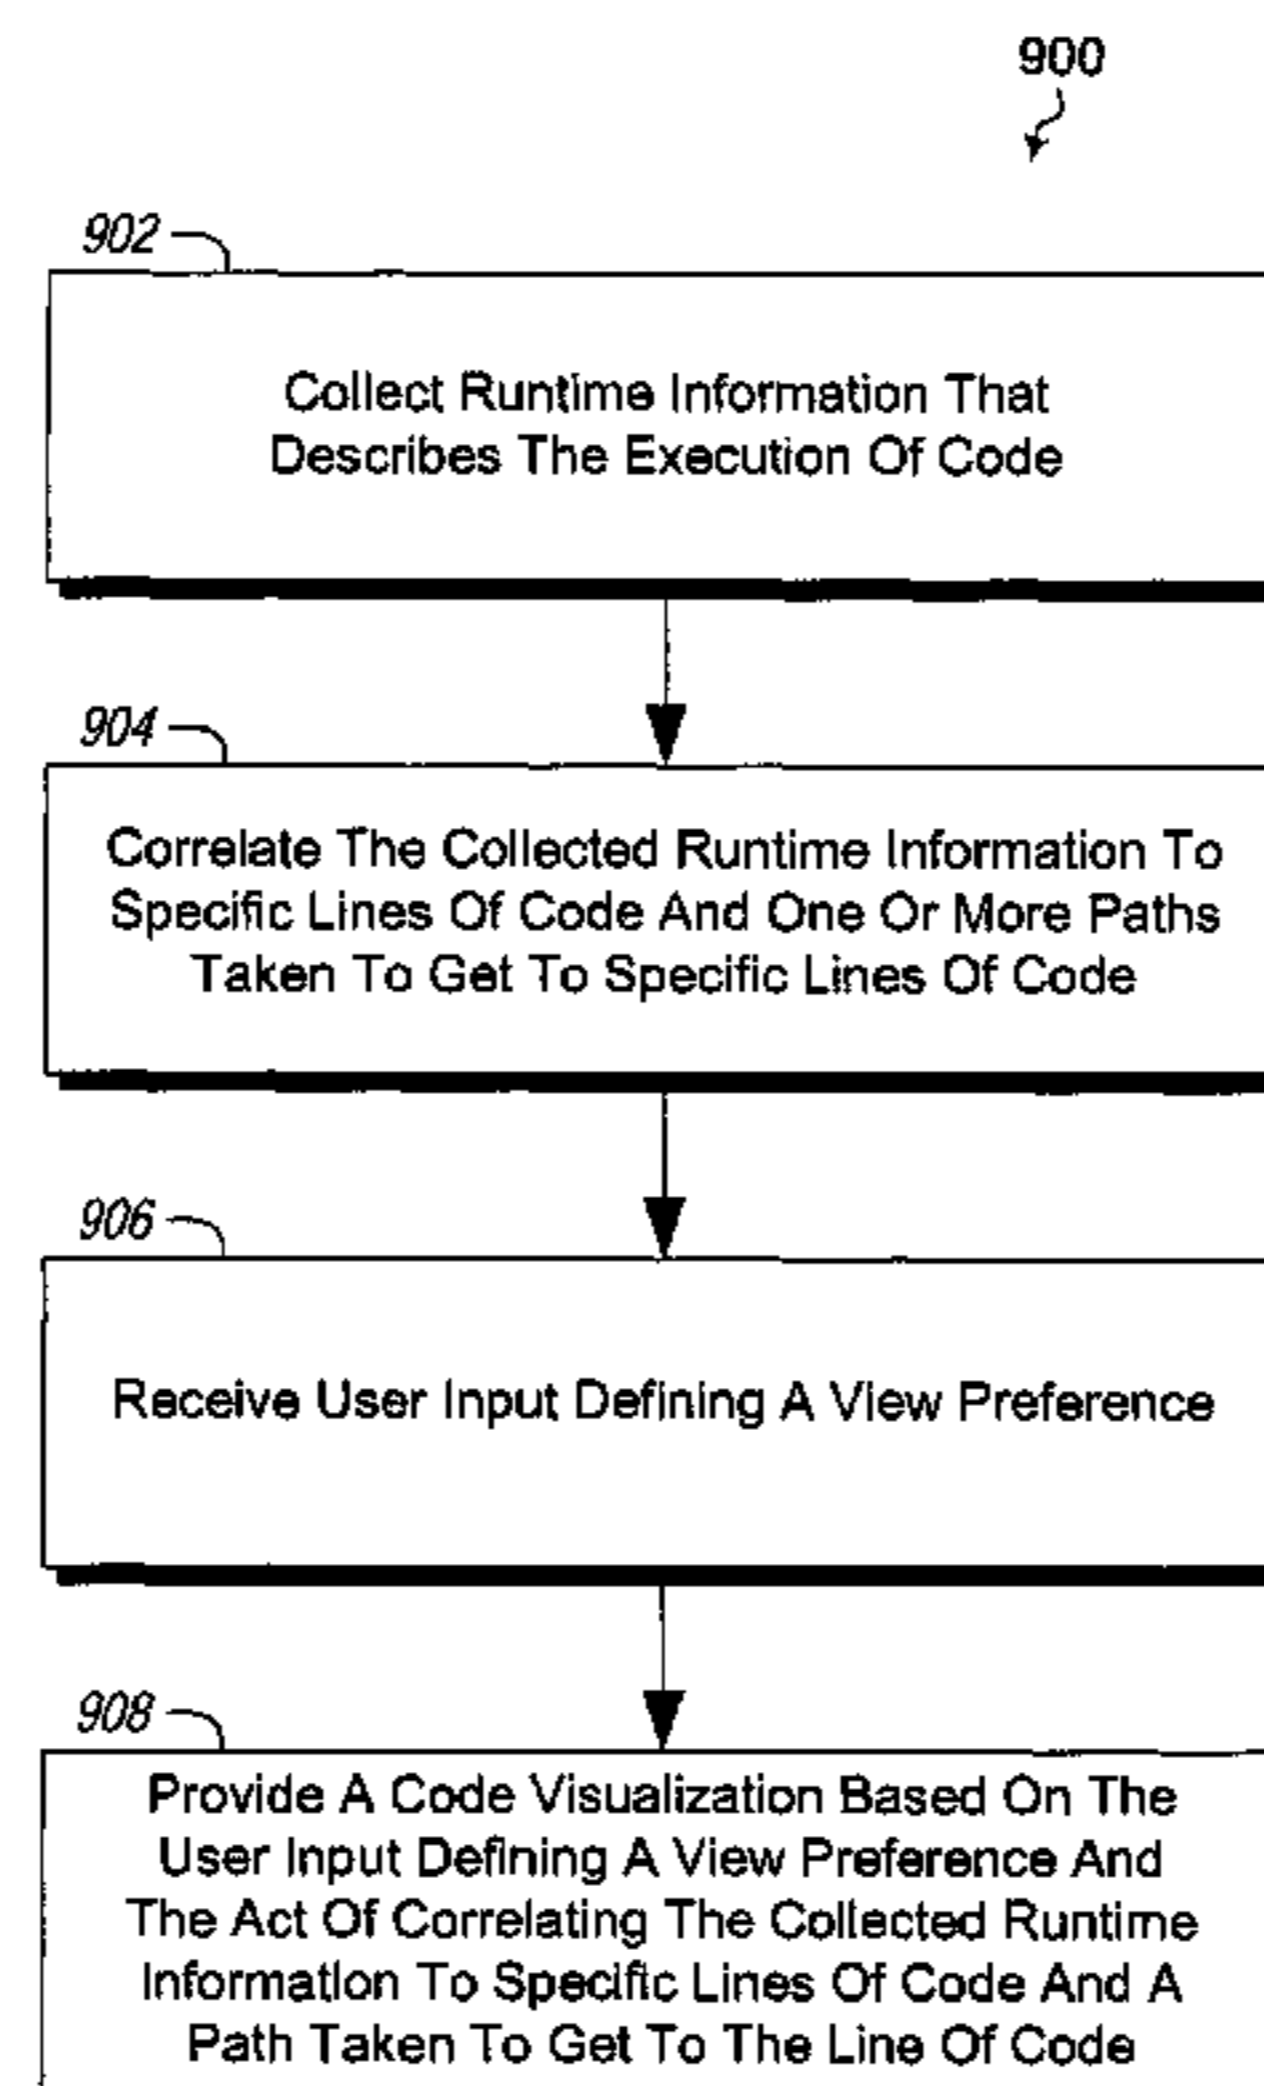 900
902
Collect Runtime Information That
Describes The Execution Of Code
904
Correlate The Collected Runtime Information To
Specific Lines Of Code And One Or More Paths
Taken To Get To Specific Lines Of Code
906
Receive User Input Defining A View Preference
908
Provide A Code Visualization Based On The
User Input Defining A View Preference And
The Act Of Correlating The Collected Runtime
Information To Specific Lines Of Code And A
Path Taken To Get To The Line Of Code